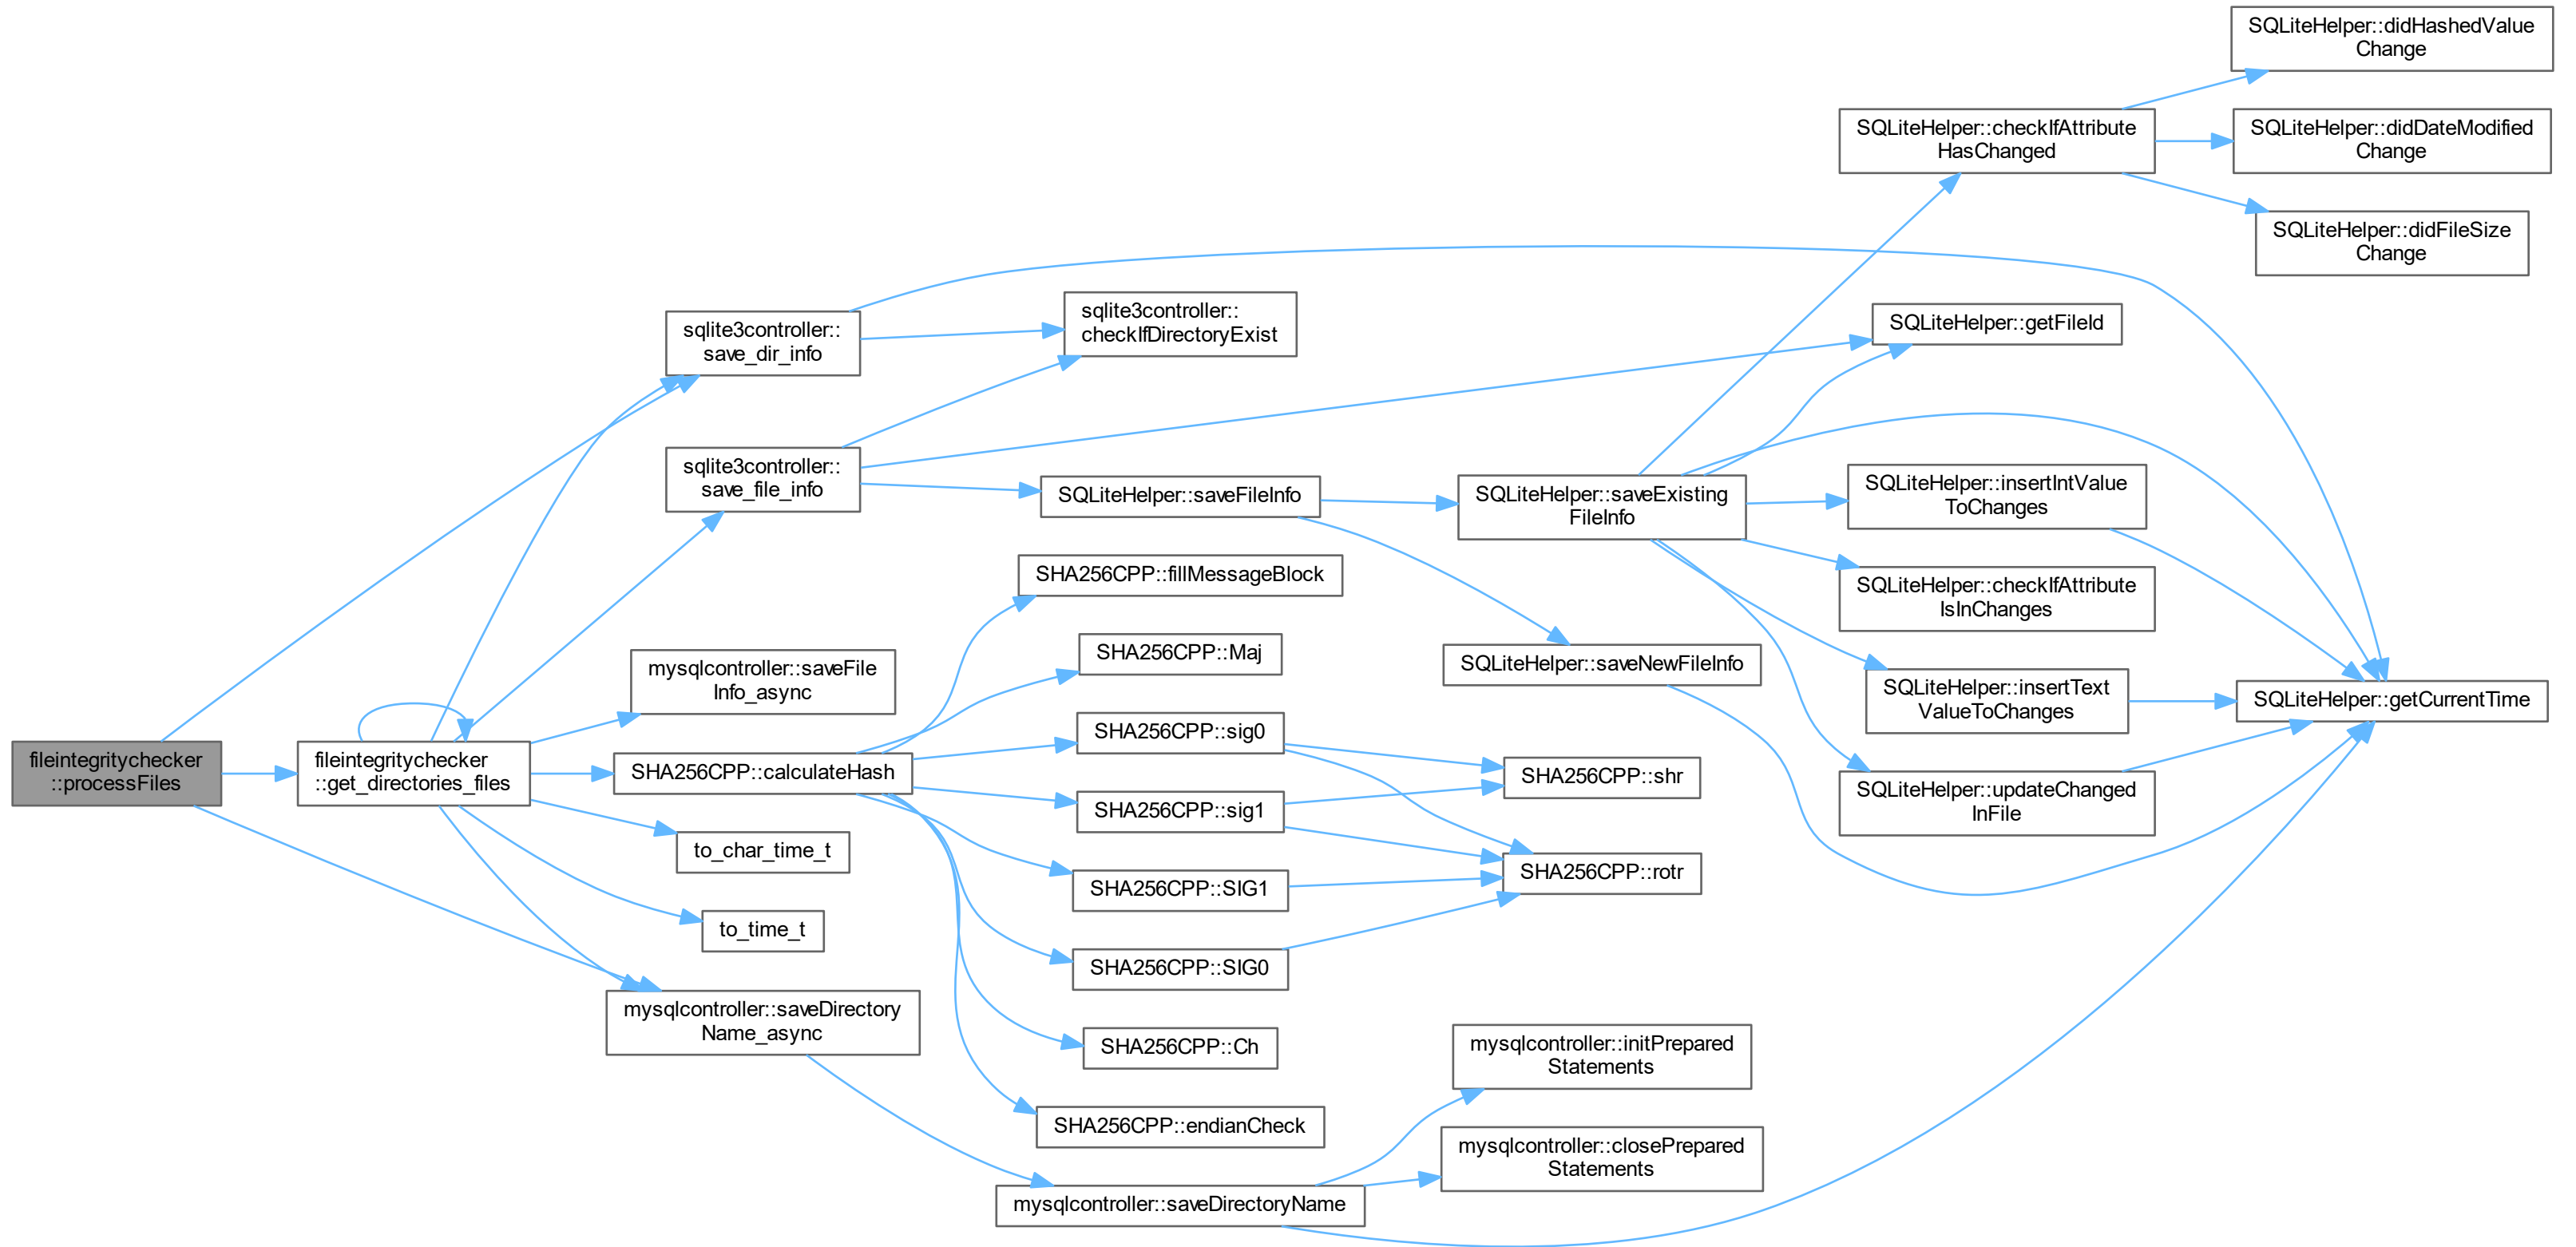 SQLiteHelper::didHashedValue
Change
SQLiteHelper::checkIfAttribute
HasChanged
SQLiteHelper::didDateModified
Change
SQLiteHelper::didFileSize
Change
sqlite3controller::
save_dir_info
sqlite3controller::
checkIfDirectoryExist
SQLiteHelper::getFileId
sqlite3controller::
save_file_info
SQLiteHelper::saveFileInfo
SQLiteHelper::saveExisting
FileInfo
SQLiteHelper::insertIntValue
ToChanges
SHA256CPP::fillMessageBlock
SQLiteHelper::checkIfAttribute
IsInChanges
mysqlcontroller::saveFile
Info_async
SHA256CPP::Maj
SQLiteHelper::saveNewFileInfo
SQLiteHelper::insertText
ValueToChanges
SQLiteHelper::getCurrentTime
fileintegritychecker
::processFiles
fileintegritychecker
::get_directories_files
SHA256CPP::calculateHash
SHA256CPP::sig0
SHA256CPP::shr
SQLiteHelper::updateChanged
InFile
SHA256CPP::sig1
to_char_time_t
SHA256CPP::SIG1
SHA256CPP::rotr
to_time_t
SHA256CPP::SIG0
mysqlcontroller::saveDirectory
Name_async
SHA256CPP::Ch
mysqlcontroller::initPrepared
Statements
SHA256CPP::endianCheck
mysqlcontroller::closePrepared
Statements
mysqlcontroller::saveDirectoryName